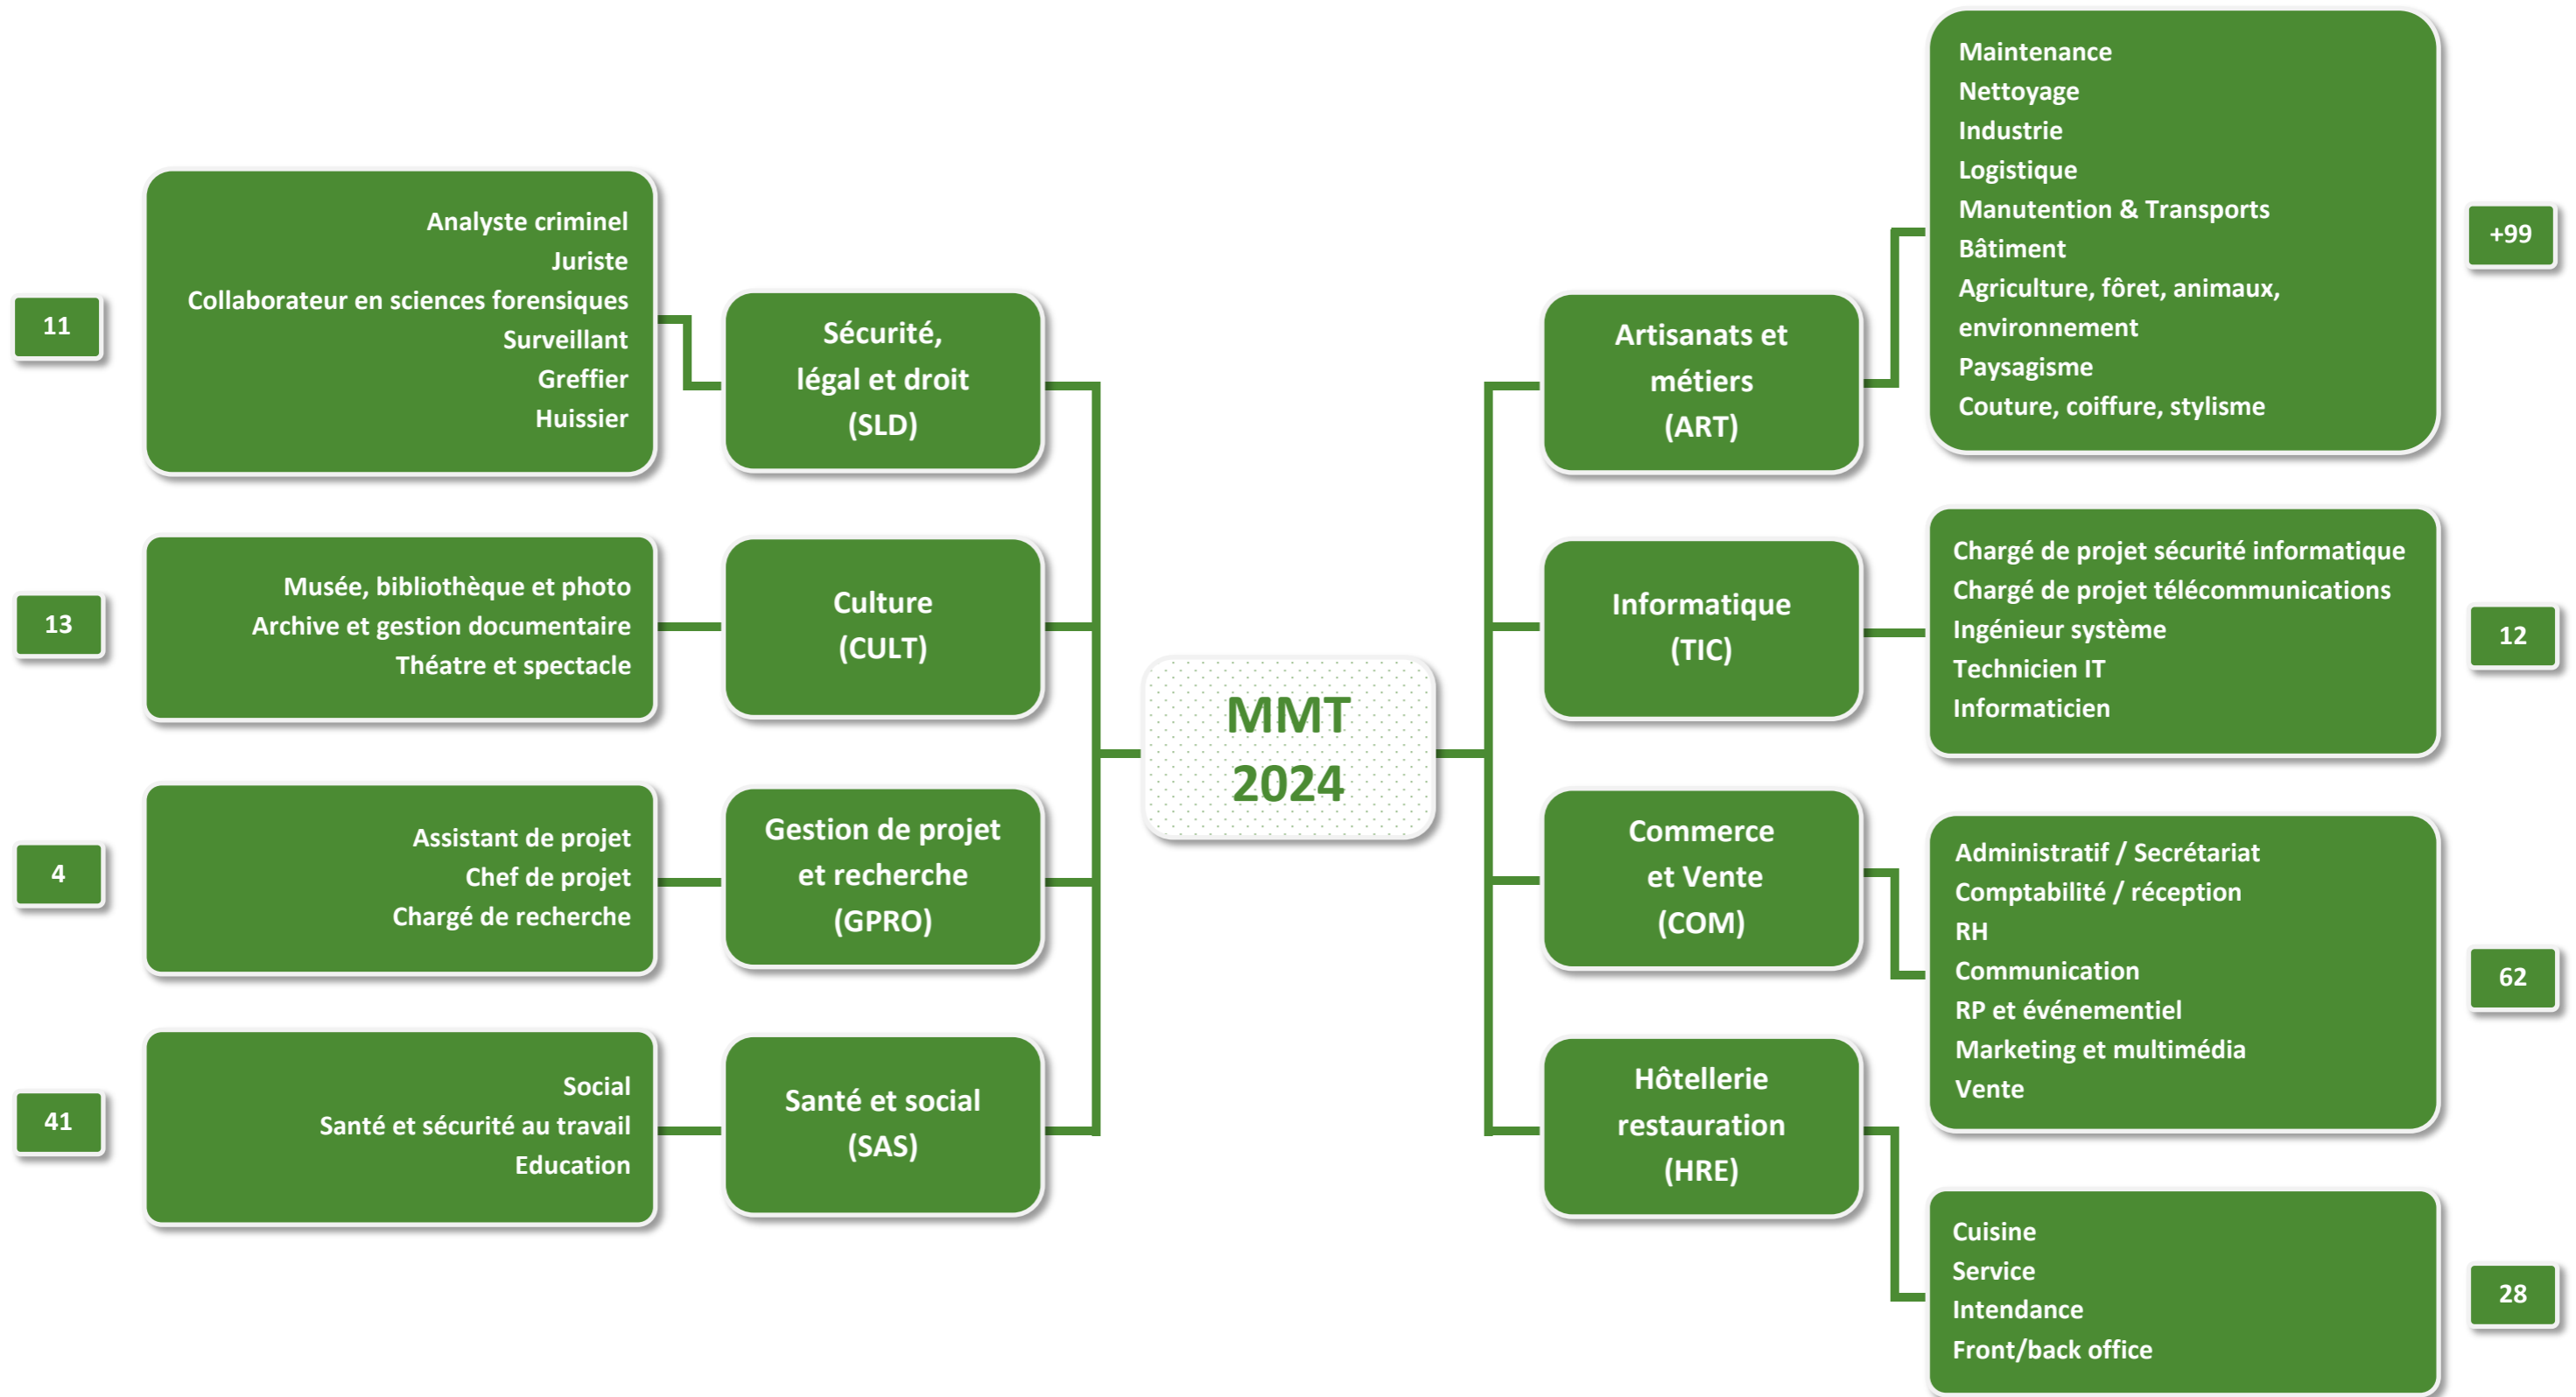 11
Analyste criminel
Juriste
Collaborateur en sciences forensiques
Surveillant
Greffier
Huissier
Sécurité,
légal et droit
(SLD)
13
Musée, bibliothèque et photo
Archive et gestion documentaire
Théatre et spectacle
Culture
(CULT)
4
Assistant de projet
Chef de projet
Chargé de recherche
Gestion de projet
et recherche
(GPRO)
41
Social
Santé et sécurité au travail
Education
Santé et social
(SAS)
MMT
2024
Artisanats et
métiers
(ART)
Maintenance
Nettoyage
Industrie
Logistique
Manutention & Transports
Bâtiment
Agriculture, fôret, animaux,
environnement
Paysagisme
Couture, coiffure, stylisme
+99
Informatique
(TIC)
Chargé de projet sécurité informatique
Chargé de projet télécommunications
Ingénieur système
Technicien IT
Informaticien
12
Commerce
et Vente
(COM)
Administratif / Secrétariat
Comptabilité / réception
RH
Communication
RP et événementiel
Marketing et multimédia
Vente
62
Hôtellerie
restauration
(HRE)
Cuisine
Service
Intendance
Front/back office
28